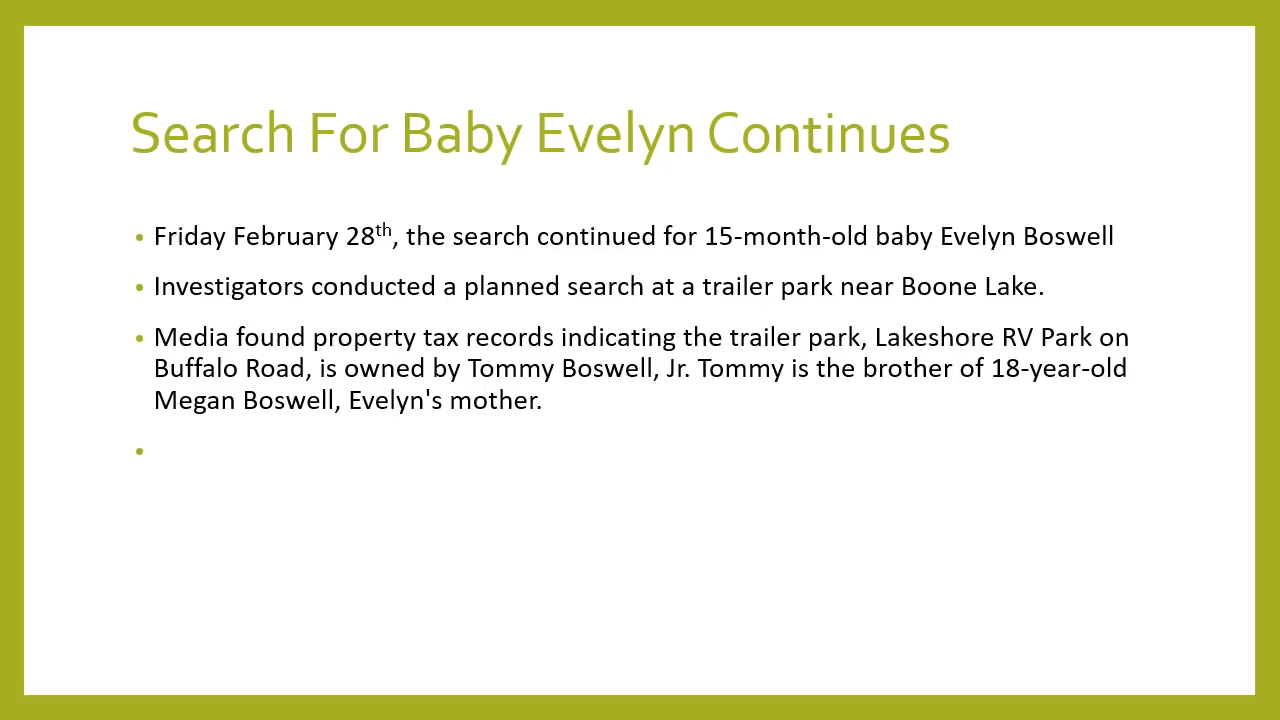 Search For Baby Evelyn Continues
• Friday February 28th, the search continued for 15-month-old baby Evelyn Boswell
• Investigators conducted a planned search at a trailer park near Boone Lake.
• Media found property tax records indicating the trailer park, Lakeshore RV Park on
Buffalo Road, is owned by Tommy Boswell, Jr. Tommy is the brother of 18-year-old
Megan Boswell, Evelyn's mother.
•